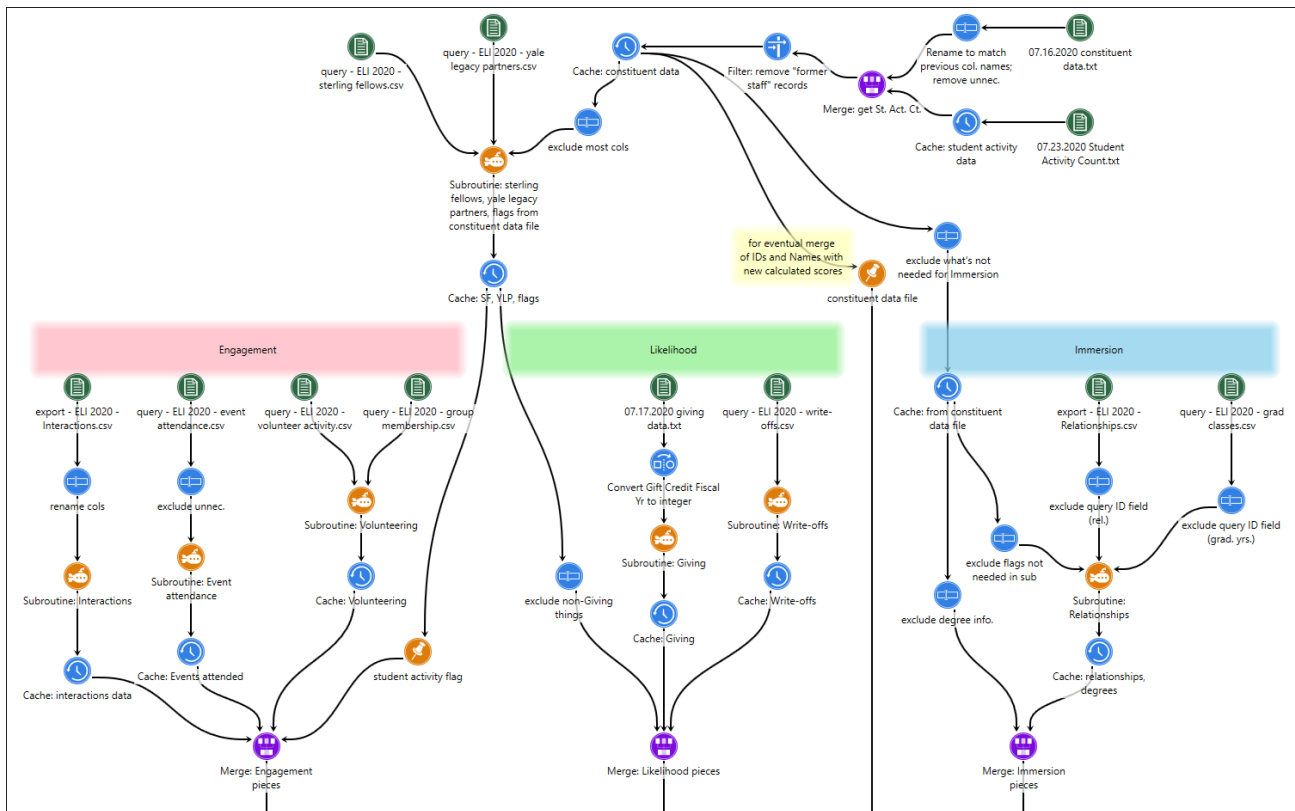 query - ELI 2020 - yale
legacy partners.csv
query - ELI 2020 -
sterling fellows.csv
Cache: constituent data
Filter: remove "former
staff" records
Rename to match
previous col. names;
remove unnec.
07.16.2020 constituent
data.txt
Merge: get St. Act. Ct.
exclude most cols
Cache: student activity
data
07.23.2020 Student
Activity Count.txt
Subroutine: sterling
fellows, yale legacy
partners, flags from
constituent data file
for eventual merge
of IDs and Names with
new calculated scores
exclude what's not
needed for Immersion
Cache: SF, YLP, flags
constituent data file
Engagement
Likelihood
Immersion
export - ELI 2020 -
Interactions.csv
query - ELI 2020 - event
attendance.csv
query - ELI 2020 -
volunteer activity.csv
query - ELI 2020 - group
membership.csv
07.17.2020 giving
data.txt
query - ELI 2020 - write-
offs.csv
Cache: from constituent
data file
export - ELI 2020 -
Relationships.csv
query - ELI 2020 - grad
classes.csv
rename cols
exclude unnec.
Subroutine: Volunteering
Convert Gift Credit Fiscal
Yr to integer
Subroutine: Write-offs
exclude query ID field
(rel.)
exclude query ID field
(grad. yrs.)
Subroutine: Interactions
Subroutine: Event
attendance
Cache: Volunteering
exclude non-Giving
things
Subroutine: Giving
Cache: Write-offs
exclude flags not
needed in sub
Subroutine:
Relationships
exclude degree info.
Cache: Giving
Cache: interactions data
Cache: Events attended
student activity flag
Cache: relationships,
degrees
Merge: Engagement
pieces
Merge: Likelihood pieces
Merge: Immersion
pieces